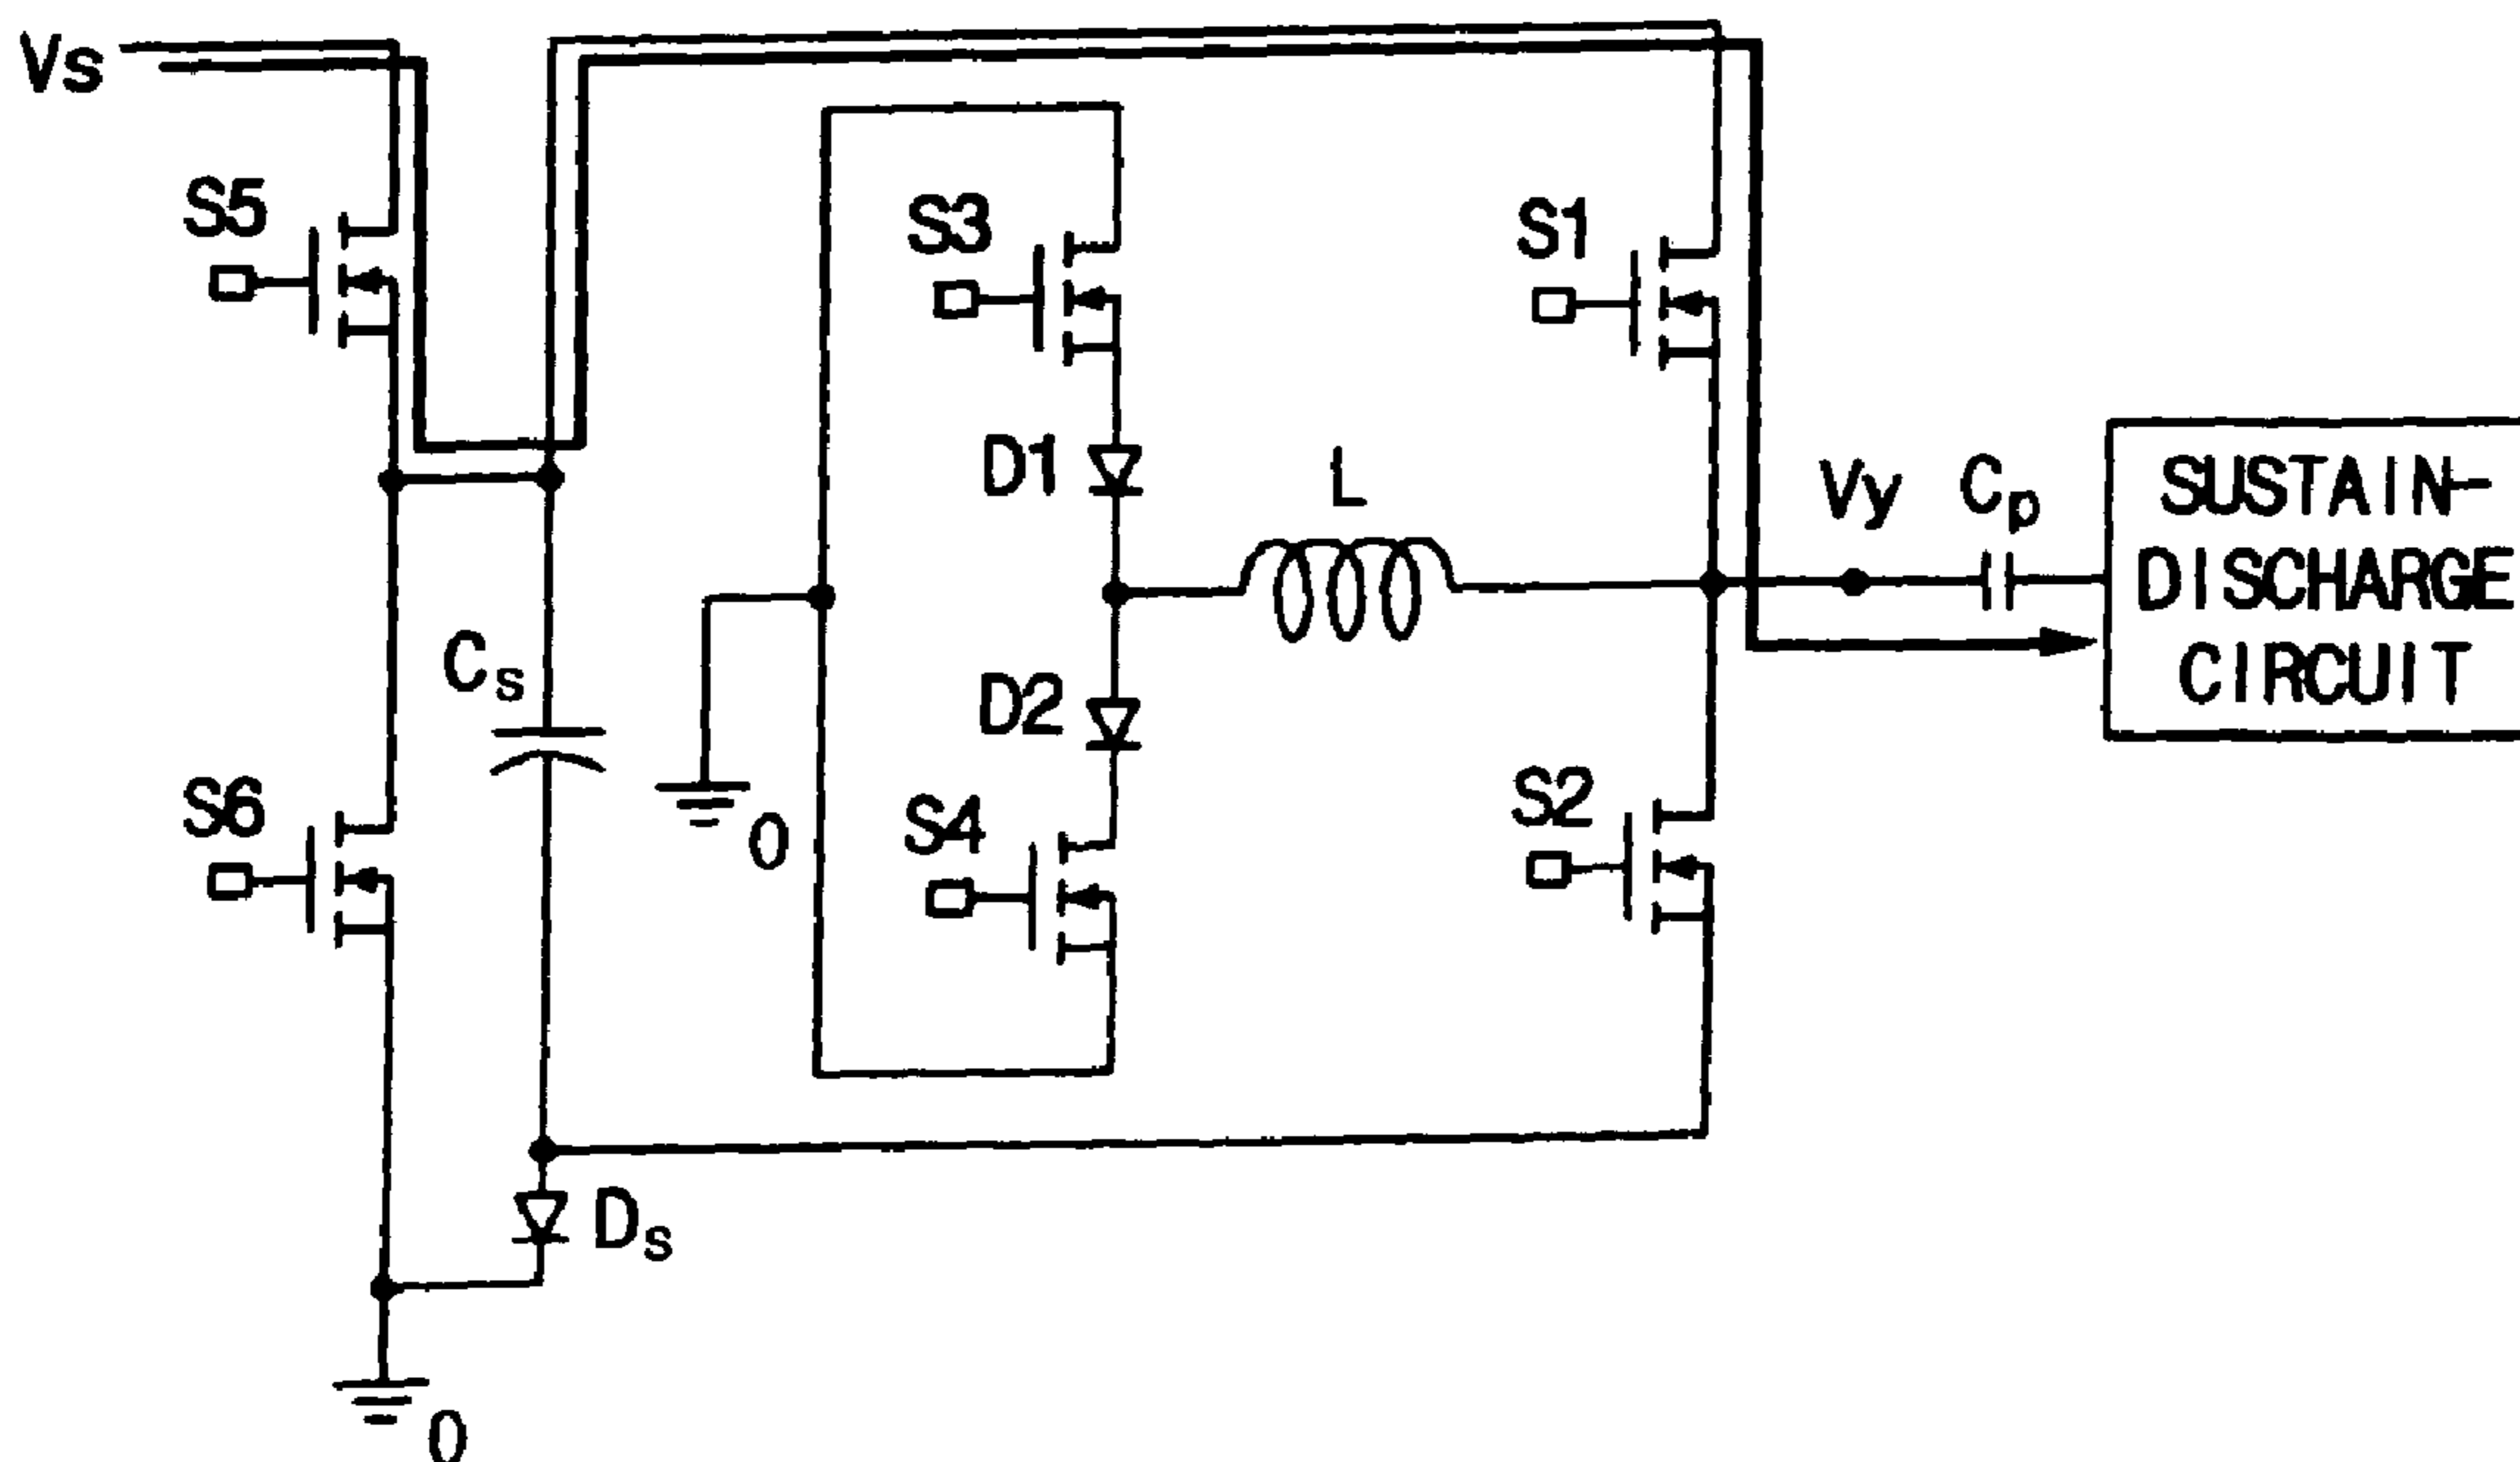 Vs
S5
S3
S1
D1
L
Vy
Cp
SUSTAIN-
DISCHARGE
CIRCUIT
Cs
D2
S6
S4
S2
0
Ds
0